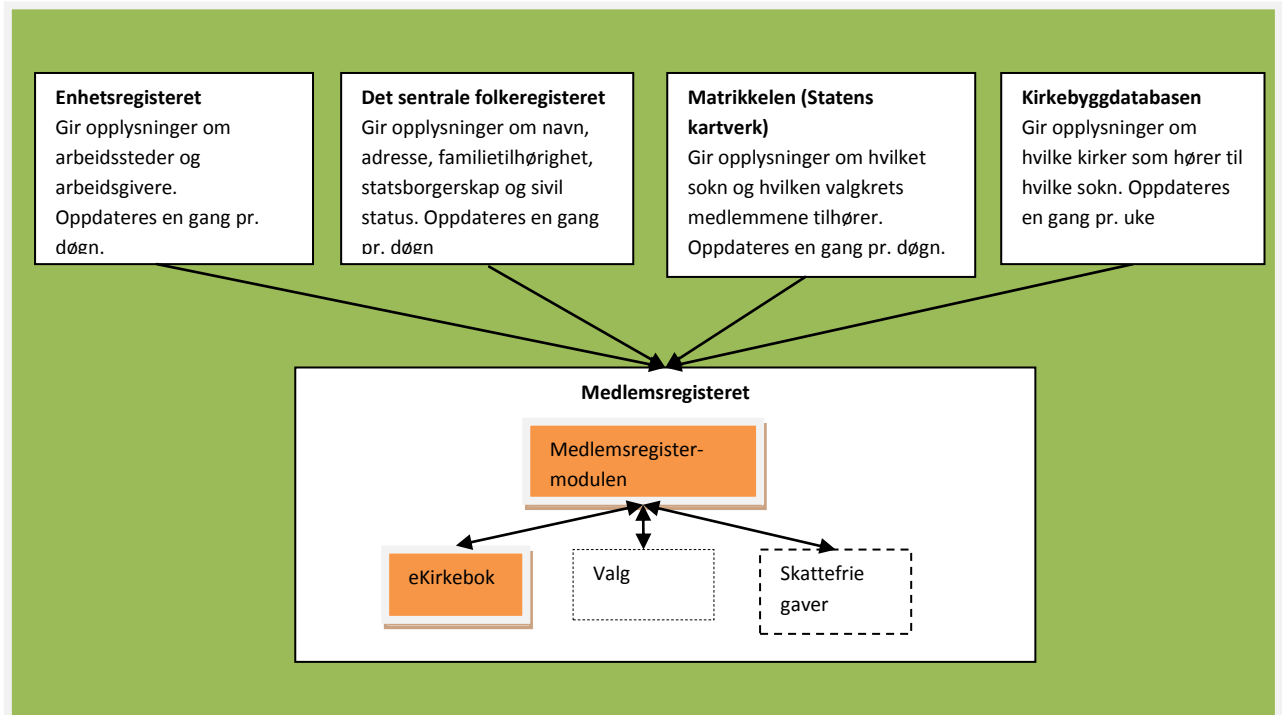 Enhetsregisteret
Gir opplysninger om
arbeidssteder og
arbeidsgivere.
Oppdateres en gang pr.
døgn.
Det sentrale folkeregisteret
Gir opplysninger om navn,
adresse, familietilhørighet,
statsborgerskap og sivil
status. Oppdateres en gang
pr. døgn
Matrikkelen (Statens
kartverk)
Gir opplysninger om hvilket
sokn og hvilken valgkrets
medlemmene tilhører.
Oppdateres en gang pr. døgn.
Kirkebyggdatabasen
Gir opplysninger om
hvilke kirker som hører til
hvilke sokn. Oppdateres
en gang pr. uke
Medlemsregisteret
Medlemsregister-
modulen
eKirkebok
Valg
Skattefrie
gaver